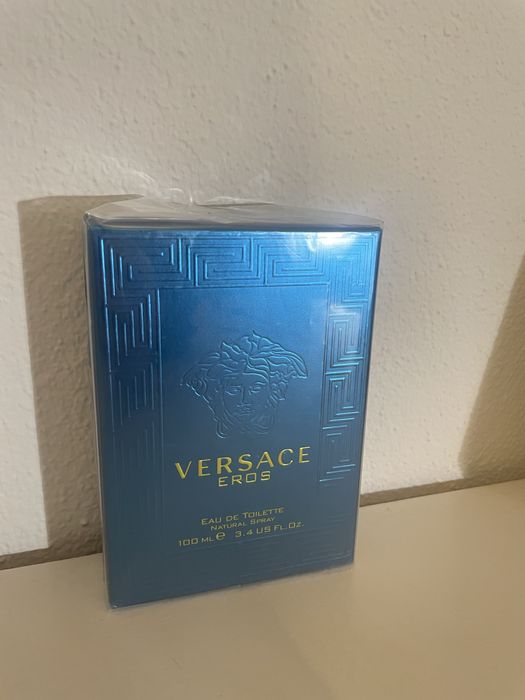 VERSACE
EROS
EAU DE TOILETTE
NATURAL SPRAY
100 ML ℮ 3.4 US FL.OZ.